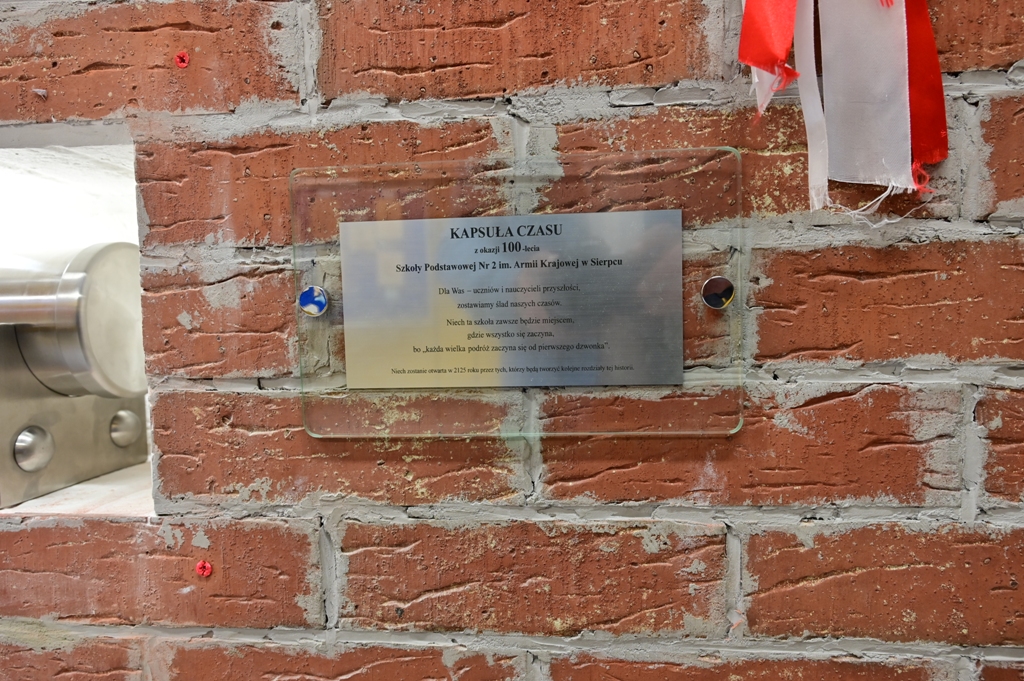 KAPSUŁA CZASU
z okazji 100-lecia
Szkoły Podstawowej Nr 2 im. Armii Krajowej w Sierpcu
Dla Was – uczniów i nauczycieli przyszłości,
zostawiamy ślad naszych czasów.
Niech ta szkoła zawsze będzie miejscem,
gdzie wszystko się zaczyna,
bo „każda wielka podróż zaczyna się od pierwszego dzwonka”.
Niech zostanie otwarta w 2125 roku przez tych, którzy będą tworzyć kolejne rozdziały tej historii.